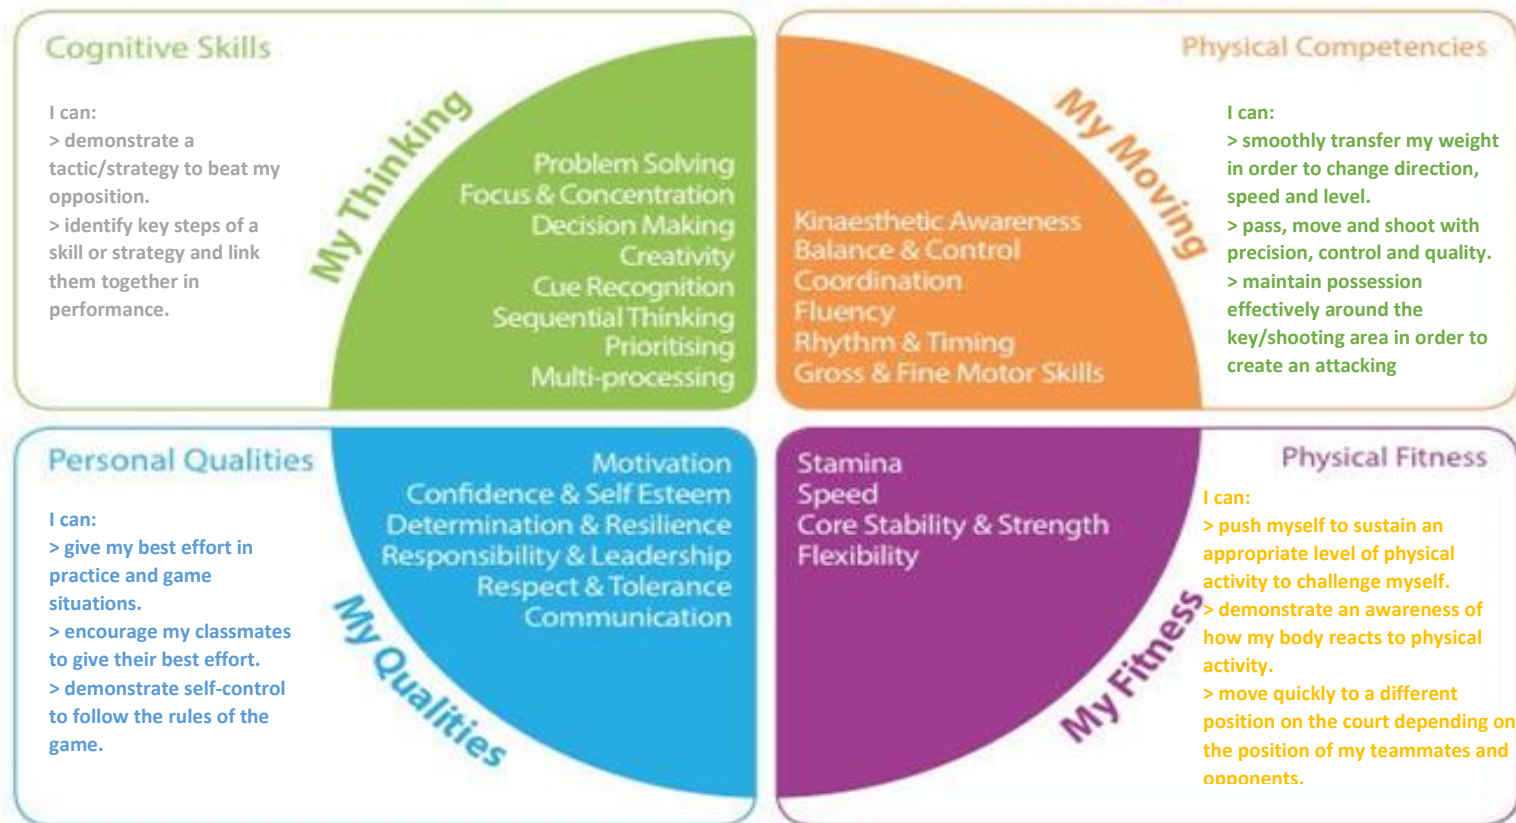 Cognitive Skills
I can:
> demonstrate a
tactic/strategy to beat my
opposition.
> identify key steps of a
skill or strategy and link
them together in
performance.
My Thinking
Problem Solving
Focus & Concentration
Decision Making
Creativity
Cue Recognition
Sequential Thinking
Prioritising
Multi-processing
Physical Competencies
My Moving
Kinaesthetic Awareness
Balance & Control
Coordination
Fluency
Rhythm & Timing
Gross & Fine Motor Skills
I can:
> smoothly transfer my weight
in order to change direction,
speed and level.
> pass, move and shoot with
precision, control and quality.
> maintain possession
effectively around the
key/shooting area in order to
create an attacking
Personal Qualities
I can:
> give my best effort in
practice and game
situations.
> encourage my classmates
to give their best effort.
> demonstrate self-control
to follow the rules of the
game.
My Qualities
Motivation
Confidence & Self Esteem
Determination & Resilience
Responsibility & Leadership
Respect & Tolerance
Communication
Physical Fitness
Stamina
Speed
Core Stability & Strength
Flexibility
My Fitness
I can:
> push myself to sustain an
appropriate level of physical
activity to challenge myself.
> demonstrate an awareness of
how my body reacts to physical
activity.
> move quickly to a different
position on the court depending on
the position of my teammates and
opponents.